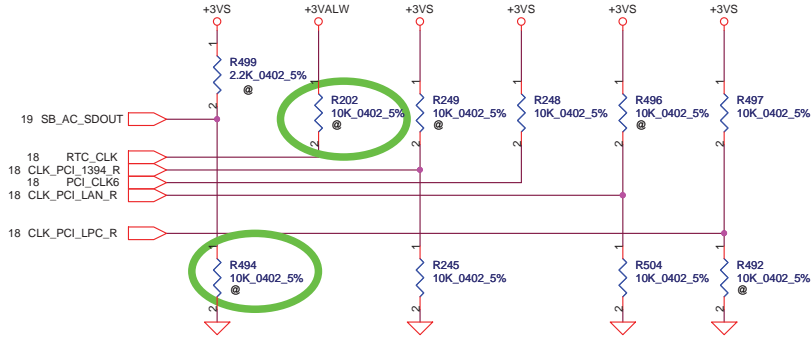 +3VS +3VALW +3VS +3VS +3VS +3VS
1 1 1 1 1 1
R499
2.2K_0402_5%
@
R202 R249 R248 R496 R497
10K_0402_5% 10K_0402_5% 10K_0402_5% 10K_0402_5% 10K_0402_5%
@ @ @
2 2 2 2 2 2
19 SB_AC_SDOUT
18 RTC_CLK
18 CLK_PCI_1394_R
18 PCI_CLK6
18 CLK_PCI_LAN_R
18 CLK_PCI_LPC_R
1 1 1 1
R494 R245 R504 R492
10K_0402_5% 10K_0402_5% 10K_0402_5% 10K_0402_5%
@ @
2 2 2 2